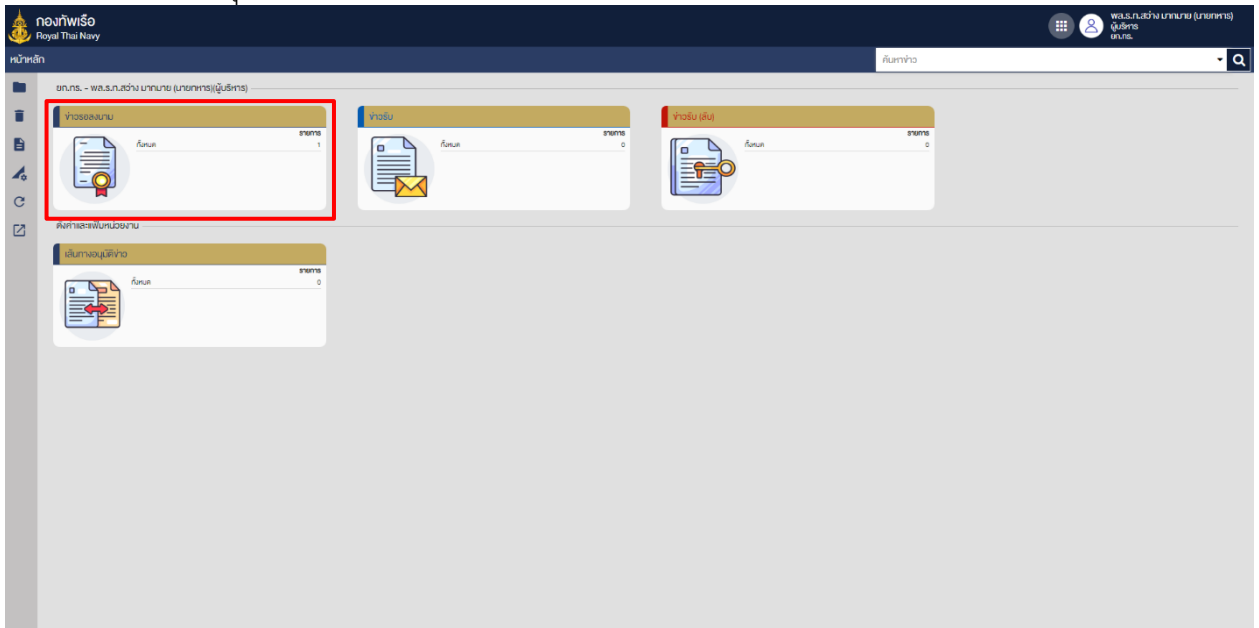 กองทัพเรือ
Royal Thai Navy
พล.ร.ท.สว่าง มากมาย (นายทหาร)
ผู้บริหาร
ยก.ทร.
หน้าหลัก
ค้นหาข่าว
ยก.ทร. - พล.ร.ท.สว่าง มากมาย (นายทหาร)(ผู้บริหาร)
ข่าวรอลงนาม
รายการ
ทั้งหมด 1
ข่าวรับ
รายการ
ทั้งหมด 0
ข่าวรับ (ลับ)
รายการ
ทั้งหมด 0
ตั้งค่าและแฟ้มหน่วยงาน
เส้นทางอนุมัติข่าว
รายการ
ทั้งหมด 0